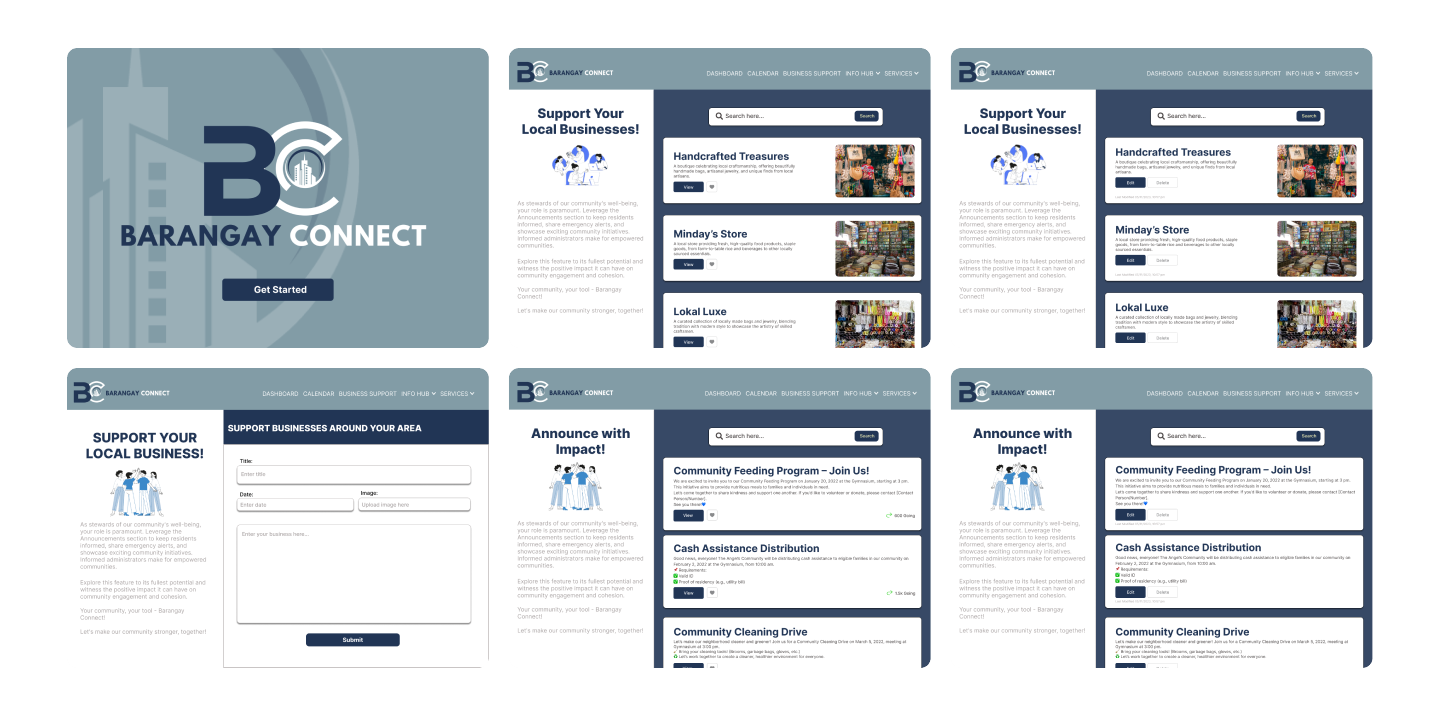 BC
BARANGAY CONNECT
Get Started
BC BARANGAY CONNECT
DASHBOARD CALENDAR BUSINESS SUPPORT INFO HUB SERVICES
Support Your
Local Businesses!
As stewards of our community's well-being,
your role is paramount. Leverage the
Announcements section to keep residents
informed, share emergency alerts, and
showcase exciting community initiatives.
Informed administrators make for empowered
communities.
Explore this feature to its fullest potential and
witness the positive impact it can have on
community engagement and cohesion.
Your community, your tool - Barangay
Connect!
Let's make our community stronger, together!
Search here...
Search
Handcrafted Treasures
A boutique celebrating local craftsmanship, offering beautifully
handmade bags, artisanal jewelry, and unique finds from local
artisans.
View
Minday's Store
A local store providing fresh, high-quality food products, staple
goods, from farm-to-table rice and beverages to other locally
sourced essentials.
View
Lokal Luxe
A curated collection of locally made bags and jewelry, blending
tradition with modern style to showcase the artistry of skilled
craftsmen.
View
BC BARANGAY CONNECT
DASHBOARD CALENDAR BUSINESS SUPPORT INFO HUB SERVICES
Support Your
Local Businesses!
As stewards of our community's well-being,
your role is paramount. Leverage the
Announcements section to keep residents
informed, share emergency alerts, and
showcase exciting community initiatives.
Informed administrators make for empowered
communities.
Explore this feature to its fullest potential and
witness the positive impact it can have on
community engagement and cohesion.
Your community, your tool - Barangay
Connect!
Let's make our community stronger, together!
Search here...
Search
Handcrafted Treasures
A boutique celebrating local craftsmanship, offering beautifully
handmade bags, artisanal jewelry, and unique finds from local
artisans.
Edit Delete
Minday's Store
A local store providing fresh, high-quality food products, staple
goods, from farm-to-table rice and beverages to other locally
sourced essentials.
Edit Delete
Lokal Luxe
A curated collection of locally made bags and jewelry, blending
tradition with modern style to showcase the artistry of skilled
craftsmen.
Edit Delete
BC BARANGAY CONNECT
DASHBOARD CALENDAR BUSINESS SUPPORT INFO HUB SERVICES
SUPPORT YOUR
LOCAL BUSINESS!
As stewards of our community's well-being,
your role is paramount. Leverage the
Announcements section to keep residents
informed, share emergency alerts, and
showcase exciting community initiatives.
Informed administrators make for empowered
communities.
Explore this feature to its fullest potential and
witness the positive impact it can have on
community engagement and cohesion.
Your community, your tool - Barangay
Connect!
Let's make our community stronger, together!
SUPPORT BUSINESSES AROUND YOUR AREA
Title:
Enter title
Date: Image:
Enter date Upload image here
Enter your business here...
Submit
BC BARANGAY CONNECT
DASHBOARD CALENDAR BUSINESS SUPPORT INFO HUB SERVICES
Announce with
Impact!
As stewards of our community's well-being,
your role is paramount. Leverage the
Announcements section to keep residents
informed, share emergency alerts, and
showcase exciting community initiatives.
Informed administrators make for empowered
communities.
Explore this feature to its fullest potential and
witness the positive impact it can have on
community engagement and cohesion.
Your community, your tool - Barangay
Connect!
Let's make our community stronger, together!
Search here...
Search
Community Feeding Program – Join Us!
We are excited to invite you to our Community Feeding Program on January 20, 2022 at the Gymnasium, starting at 3 pm.
This initiative aims to provide nutritious meals to families and individuals in need.
Let's come together to share kindness and support one another. If you'd like to volunteer or donate, please contact [Contact
Person/Number].
See you there!💙
View
600 Going
Cash Assistance Distribution
Good news, everyone! The Angels Community will be distributing cash assistance to eligible families in our community on
February 2, 2022 at the Gymnasium, from 10:00 am.
📌 Requirements:
✅ Valid ID
✅ Proof of residency (e.g., utility bill)
View
1.5k Going
Community Cleaning Drive
Let's make our neighborhood cleaner and greener! Join us for a Community Cleaning Drive on March 5, 2022, meeting at
Gymnasium at 3:00 pm.
🧹 Bring your cleaning tools! (Brooms, garbage bags, gloves, etc.)
♻️ Let's work together to create a cleaner, healthier environment for everyone.
View
BC BARANGAY CONNECT
DASHBOARD CALENDAR BUSINESS SUPPORT INFO HUB SERVICES
Announce with
Impact!
As stewards of our community's well-being,
your role is paramount. Leverage the
Announcements section to keep residents
informed, share emergency alerts, and
showcase exciting community initiatives.
Informed administrators make for empowered
communities.
Explore this feature to its fullest potential and
witness the positive impact it can have on
community engagement and cohesion.
Your community, your tool - Barangay
Connect!
Let's make our community stronger, together!
Search here...
Search
Community Feeding Program – Join Us!
We are excited to invite you to our Community Feeding Program on January 20, 2022 at the Gymnasium, starting at 3 pm.
This initiative aims to provide nutritious meals to families and individuals in need.
Let's come together to share kindness and support one another. If you'd like to volunteer or donate, please contact [Contact
Person/Number].
See you there!💙
Edit Delete
Cash Assistance Distribution
Good news, everyone! The Angels Community will be distributing cash assistance to eligible families in our community on
February 2, 2022 at the Gymnasium, from 10:00 am.
📌 Requirements:
✅ Valid ID
✅ Proof of residency (e.g., utility bill)
Edit Delete
Community Cleaning Drive
Let's make our neighborhood cleaner and greener! Join us for a Community Cleaning Drive on March 5, 2022, meeting at
Gymnasium at 3:00 pm.
🧹 Bring your cleaning tools! (Brooms, garbage bags, gloves, etc.)
♻️ Let's work together to create a cleaner, healthier environment for everyone.
Edit Delete